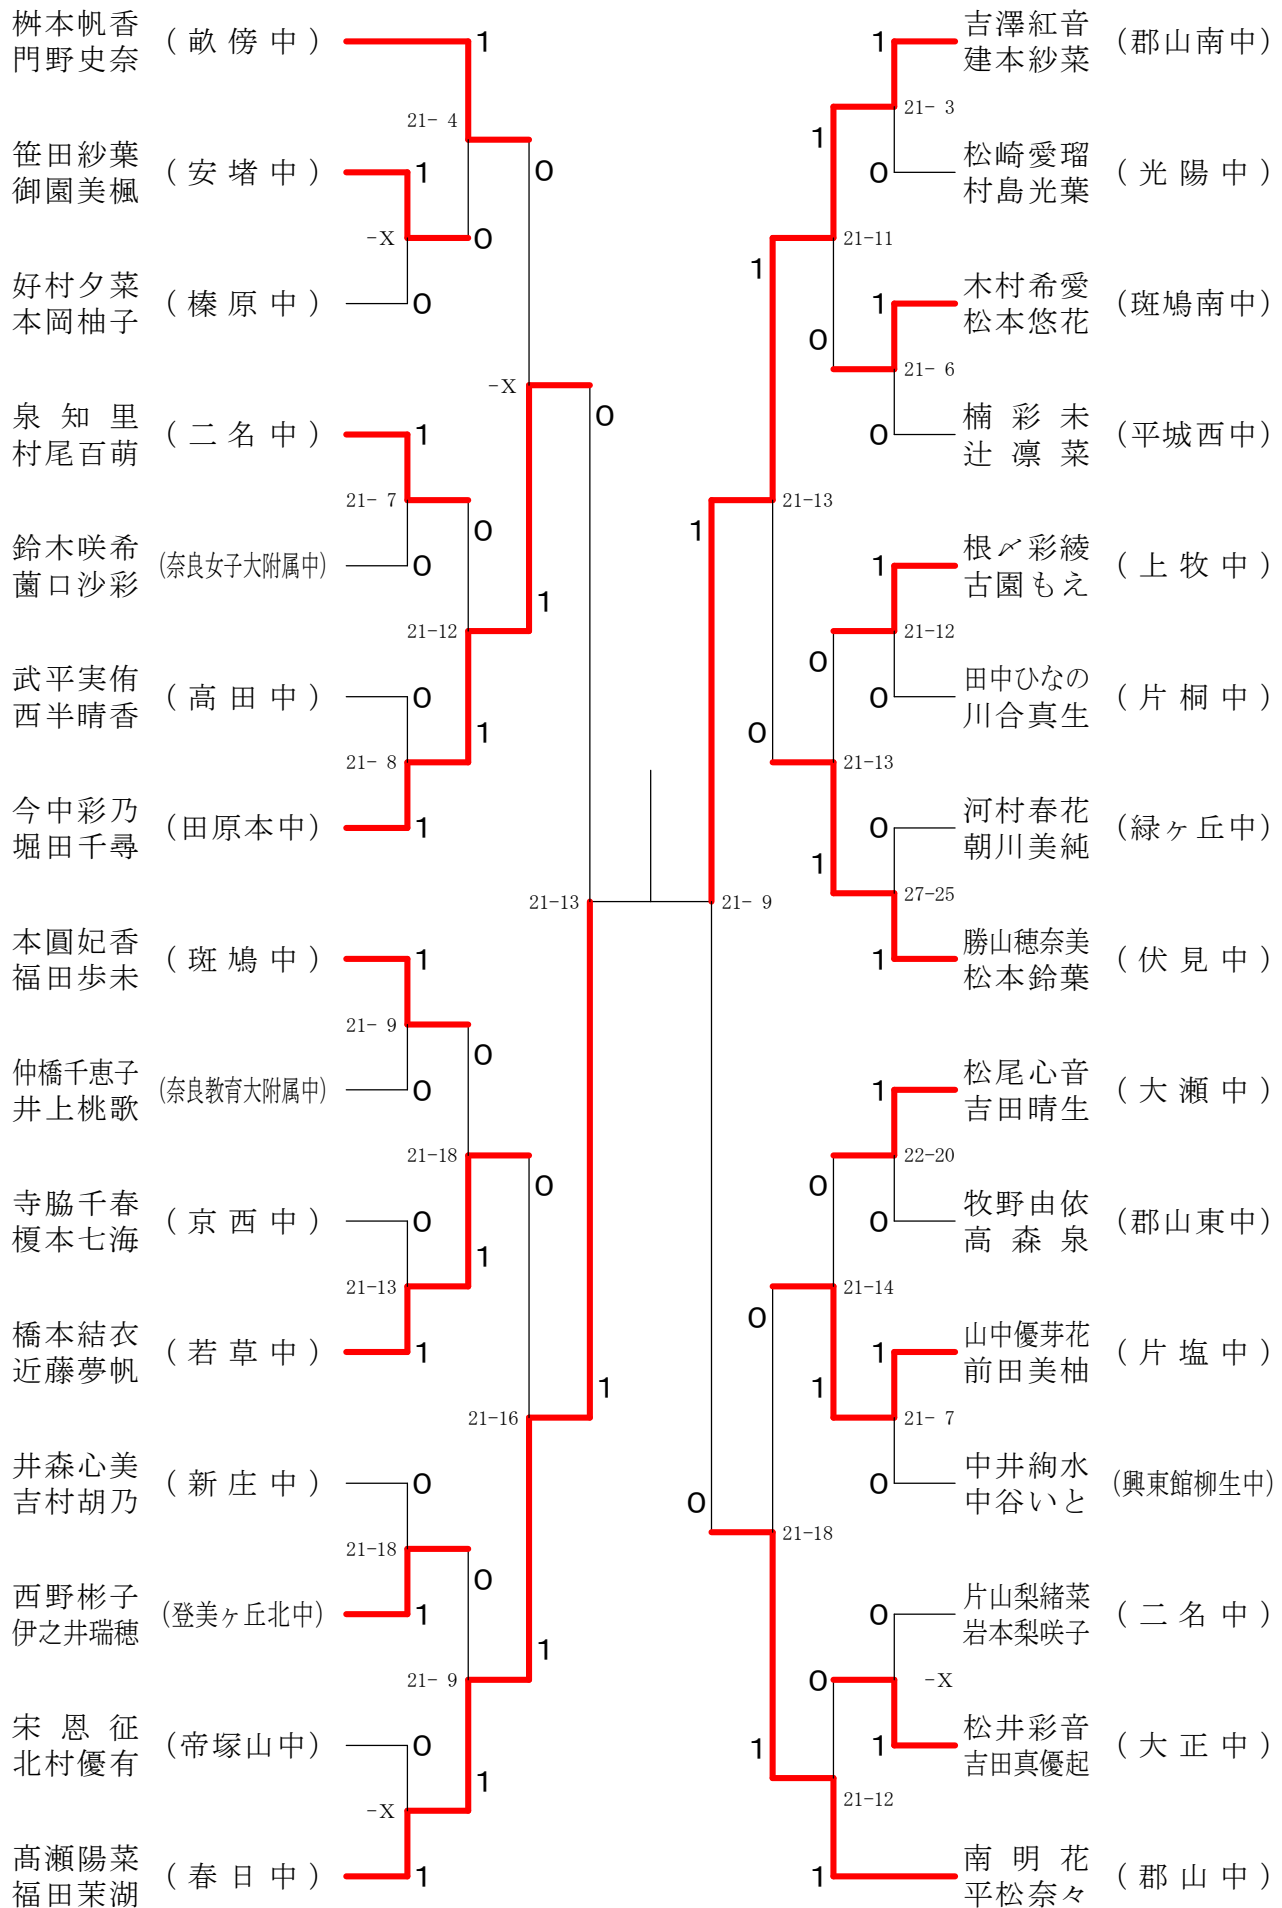 桝本帆香
門野史奈
(畝傍中)
1
21- 4
0
笹田紗葉
御園美楓
(安堵中)
1
-X
0
好村夕菜
本岡柚子
(榛原中)
0
-X
0
泉知里
村尾百萌
(二名中)
1
21- 7
0
鈴木咲希
薗口沙彩
(奈良女子大附属中)
0
1
21-12
武平実侑
西半晴香
(高田中)
0
1
21- 8
今中彩乃
堀田千尋
(田原本中)
1
21-13
本圓妃香
福田歩未
(斑鳩中)
1
21- 9
0
仲橋千恵子
井上桃歌
(奈良教育大附属中)
0
21-18
0
寺脇千春
榎本七海
(京西中)
0
1
21-13
橋本結衣
近藤夢帆
(若草中)
1
1
21-16
井森心美
吉村胡乃
(新庄中)
0
21-18
0
西野彬子
伊之井瑞穂
(登美ヶ丘北中)
1
1
21- 9
宋恩征
北村優有
(帝塚山中)
0
1
-X
髙瀬陽菜
福田茉湖
(春日中)
1
1
吉澤紅音
建本紗菜
(郡山南中)
21- 3
1
0
松崎愛瑠
村島光葉
(光陽中)
21-11
1
1
木村希愛
松本悠花
(斑鳩南中)
0
21- 6
0
楠彩未
辻凛菜
(平城西中)
21-13
1
1
根〆彩綾
古園もえ
(上牧中)
21-12
0
0
田中ひなの
川合真生
(片桐中)
0
21-13
0
河村春花
朝川美純
(緑ヶ丘中)
1
27-25
21- 9
1
勝山穂奈美
松本鈴葉
(伏見中)
1
松尾心音
吉田晴生
(大瀬中)
22-20
0
0
牧野由依
高森泉
(郡山東中)
21-14
0
1
山中優芽花
前田美柚
(片塩中)
1
21- 7
0
中井絢水
中谷いと
(興東館柳生中)
0
21-18
0
片山梨緒菜
岩本梨咲子
(二名中)
0
-X
1
松井彩音
吉田真優起
(大正中)
1
21-12
1
南明花
平松奈々
(郡山中)